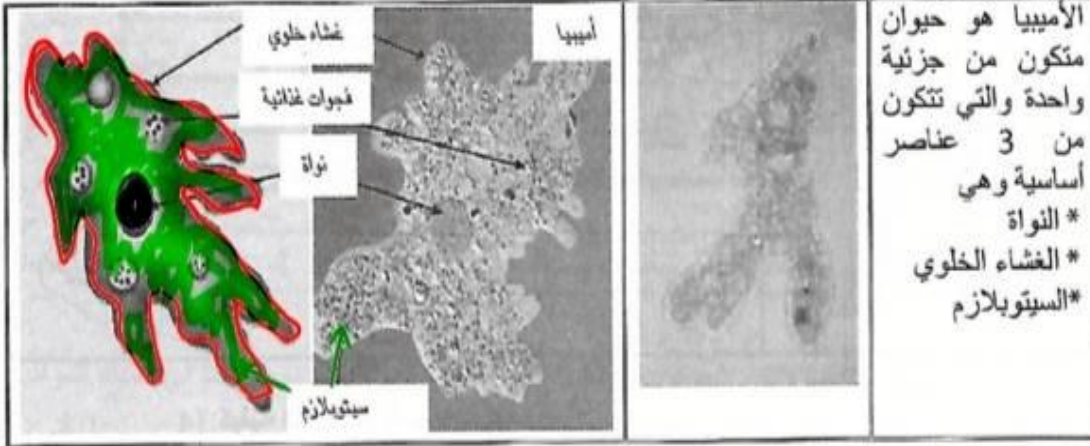 الأميبيا هو حيوان
متكون من جزئية
واحدة والتي تتكون
من 3 عناصر
أساسية وهي
* النواة
* الغشاء الخلوي
*السيتوبلازم
أميبيا
غشاء خلوي
فجوات غذائية
نواة
سيتوبلازم